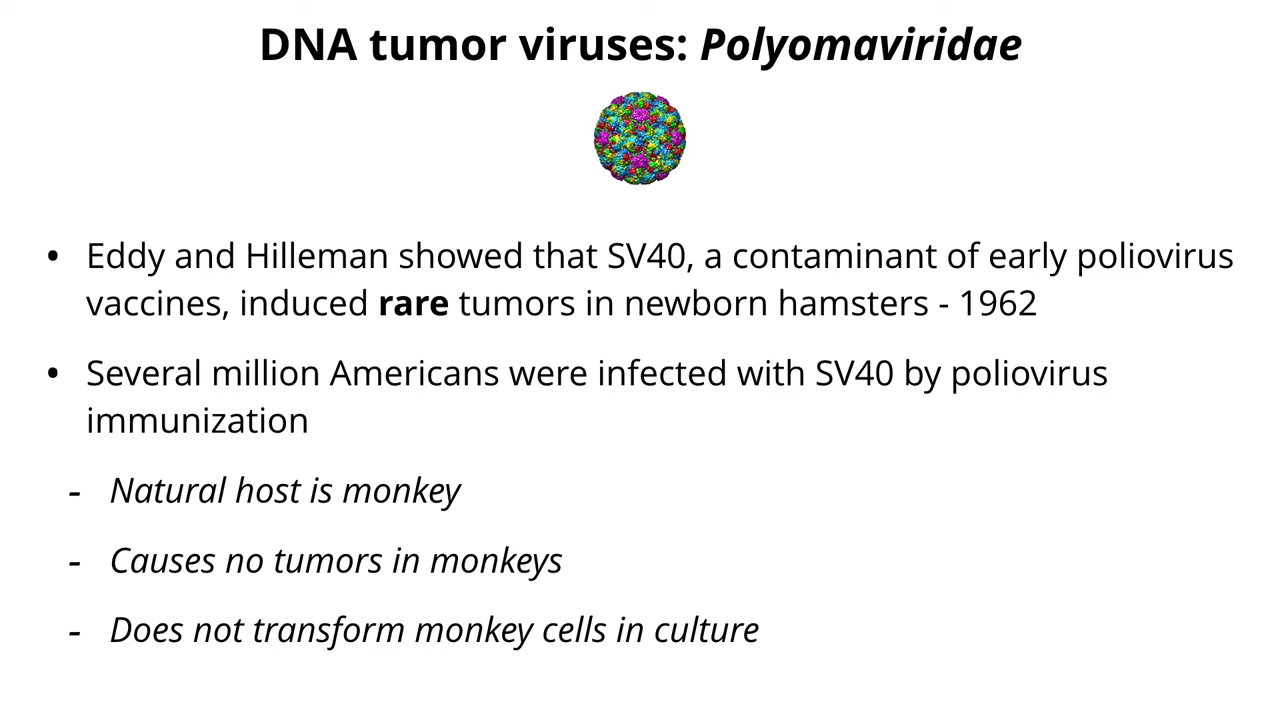 DNA tumor viruses: Polyomaviridae
• Eddy and Hilleman showed that SV40, a contaminant of early poliovirus
vaccines, induced rare tumors in newborn hamsters - 1962
• Several million Americans were infected with SV40 by poliovirus
immunization
- Natural host is monkey
- Causes no tumors in monkeys
- Does not transform monkey cells in culture